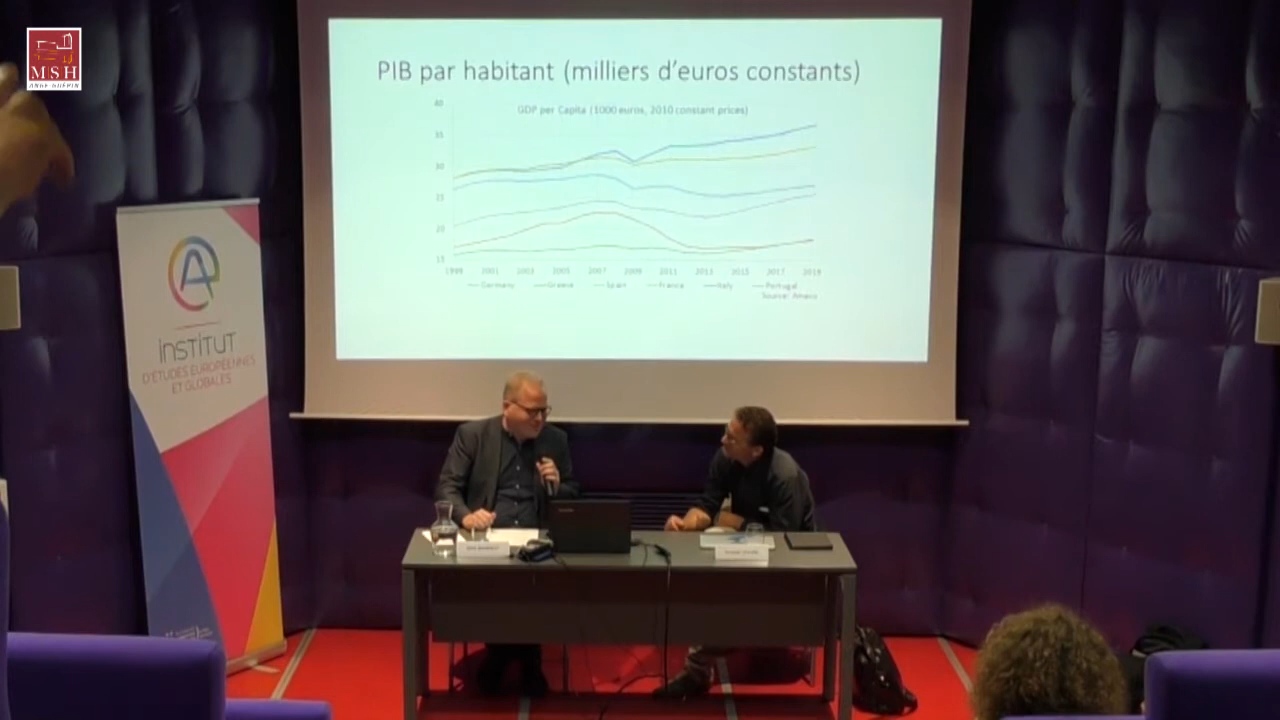 MSH
ANGE-GUÉPIN
PIB par habitant (milliers d'euros constants)
GDP per Capita (1000 euros, 2010 constant prices)
40
35
30
25
20
15
1999 2001 2003 2005 2007 2009 2011 2013 2015 2017 2019
Germany Greece Spain France Italy Portugal
Source: Ameco
INSTITUT
D'ÉTUDES EUROPÉENNES
ET GLOBALES